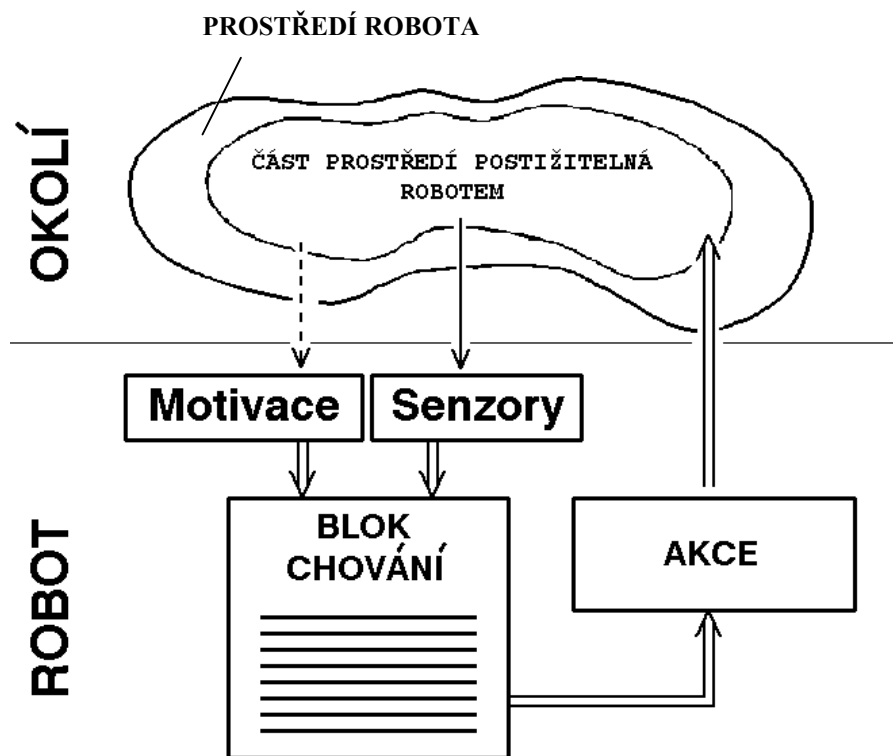 PROSTŘEDÍ ROBOTA
OKOLÍ
ČÁST PROSTŘEDÍ POSTIŽITELNÁ
ROBOTEM
Motivace
Senzory
ROBOT
BLOK
CHOVÁNÍ
AKCE